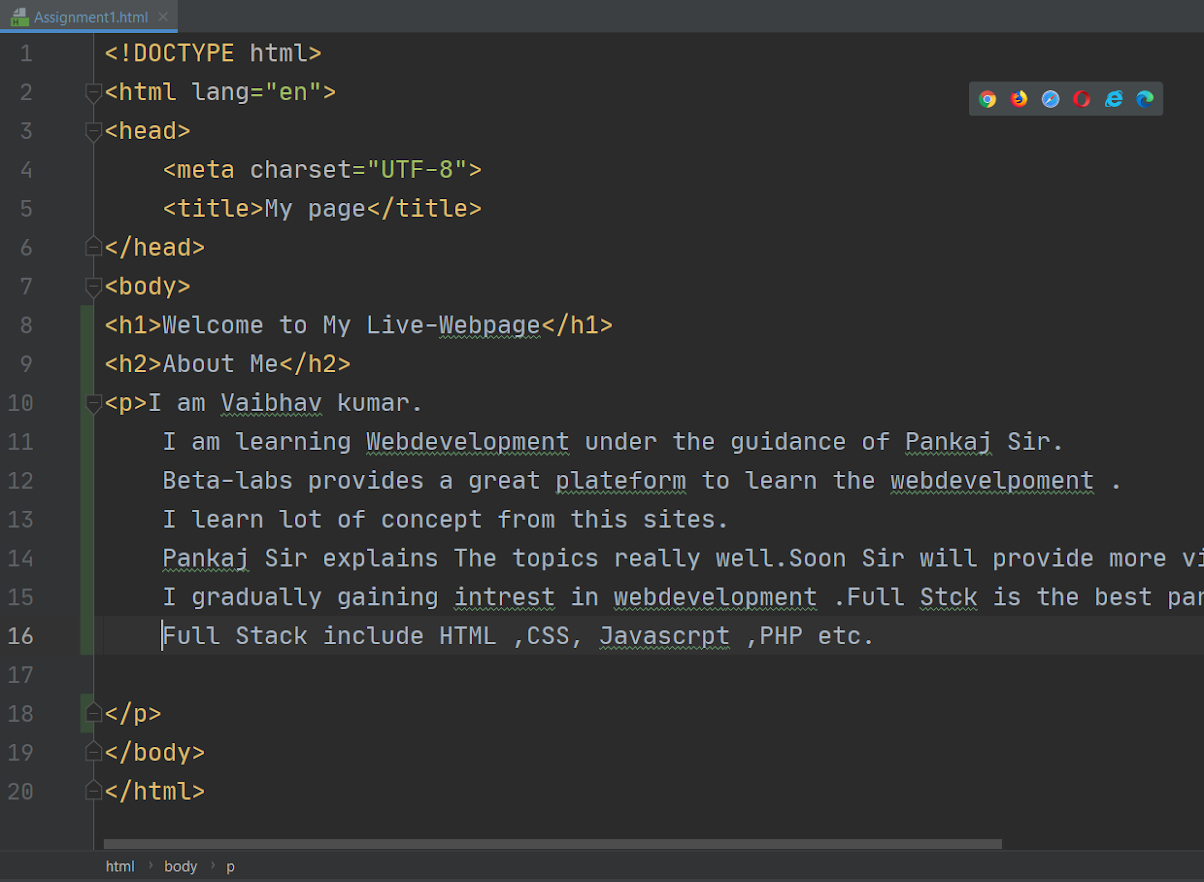 Assignment1.html
1 <!DOCTYPE html>
2 <html lang="en">
3 <head>
4     <meta charset="UTF-8">
5     <title>My page</title>
6 </head>
7 <body>
8 <h1>Welcome to My Live-Webpage</h1>
9 <h2>About Me</h2>
10 <p>I am Vaibhav kumar.
11     I am learning Webdevelopment under the guidance of Pankaj Sir.
12     Beta-labs provides a great plateform to learn the webdevelpoment .
13     I learn lot of concept from this sites.
14     Pankaj Sir explains The topics really well.Soon Sir will provide more
15     I gradually gaining intrest in webdevelopment .Full Stck is the best
16     Full Stack include HTML ,CSS, Javascrpt ,PHP etc.
17
18 </p>
19 </body>
20 </html>
html › body › p